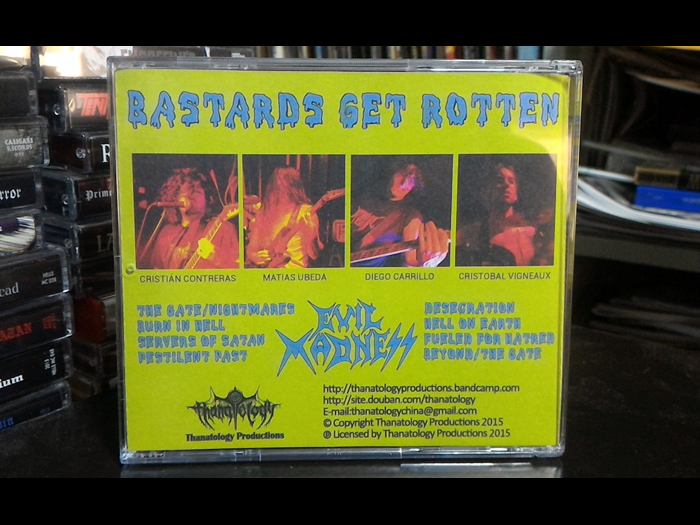 BASTARDS GET ROTTEN
CRISTIÁN CONTRERAS
MATIAS UBEDA
DIEGO CARRILLO
CRISTOBAL VIGNEAUX
THE GATE/NIGHTMARES
BURN IN HELL
SERVERS OF SATAN
PESTILENT PAST
EVIL
MADNESS
DESECRATION
HELL ON EARTH
FUELED FOR HATRED
BEYOND/THE GATE
Thanatology
Thanatology Productions
http://thanatologyproductions.bandcamp.com
http://site.douban.com/thanatology
E-mail:thanatologychina@gmail.com
© Copyright Thanatology Productions 2015
℗ Licensed by Thanatology Productions 2015